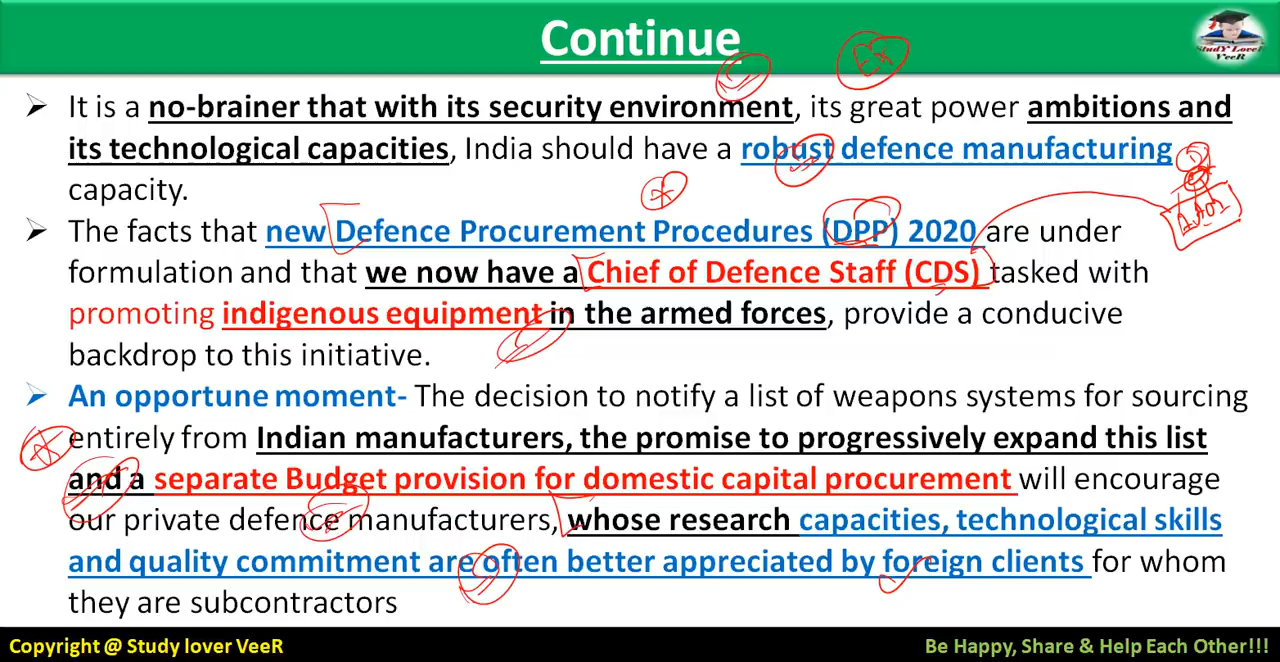 Continue
StudY LoveR
VeeR
EX
It is a no-brainer that with its security environment, its great power ambitions and
its technological capacities, India should have a robust defence manufacturing
capacity.
The facts that new Defence Procurement Procedures (DPP) 2020 are under
formulation and that we now have a Chief of Defence Staff (CDS) tasked with
promoting indigenous equipment in the armed forces, provide a conducive
backdrop to this initiative.
An opportune moment- The decision to notify a list of weapons systems for sourcing
entirely from Indian manufacturers, the promise to progressively expand this list
and a separate Budget provision for domestic capital procurement will encourage
our private defence manufacturers, whose research capacities, technological skills
and quality commitment are often better appreciated by foreign clients for whom
they are subcontractors
Copyright @ Study lover VeeR
Be Happy, Share & Help Each Other!!!